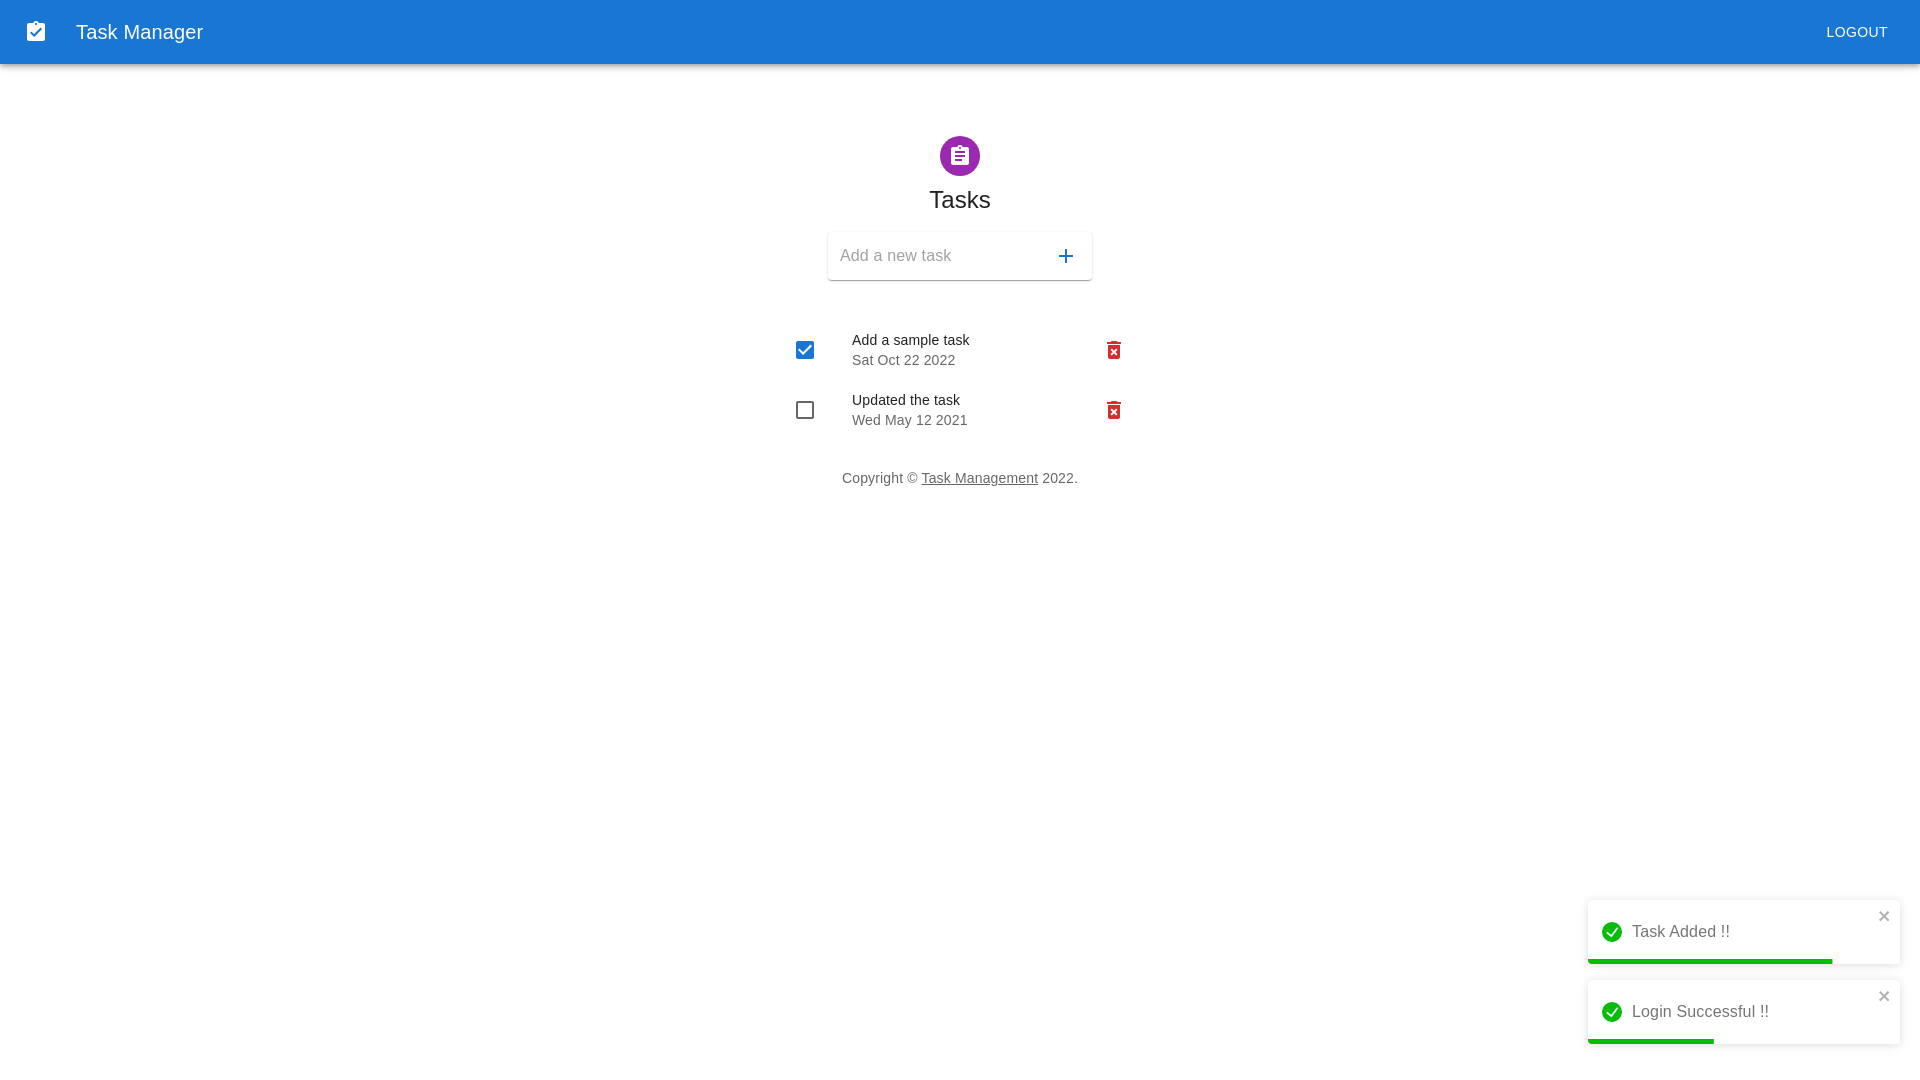 Task Manager
LOGOUT
Tasks
Add a new task
Add a sample task
Sat Oct 22 2022
Updated the task
Wed May 12 2021
Copyright © Task Management 2022.
Task Added !!
Login Successful !!